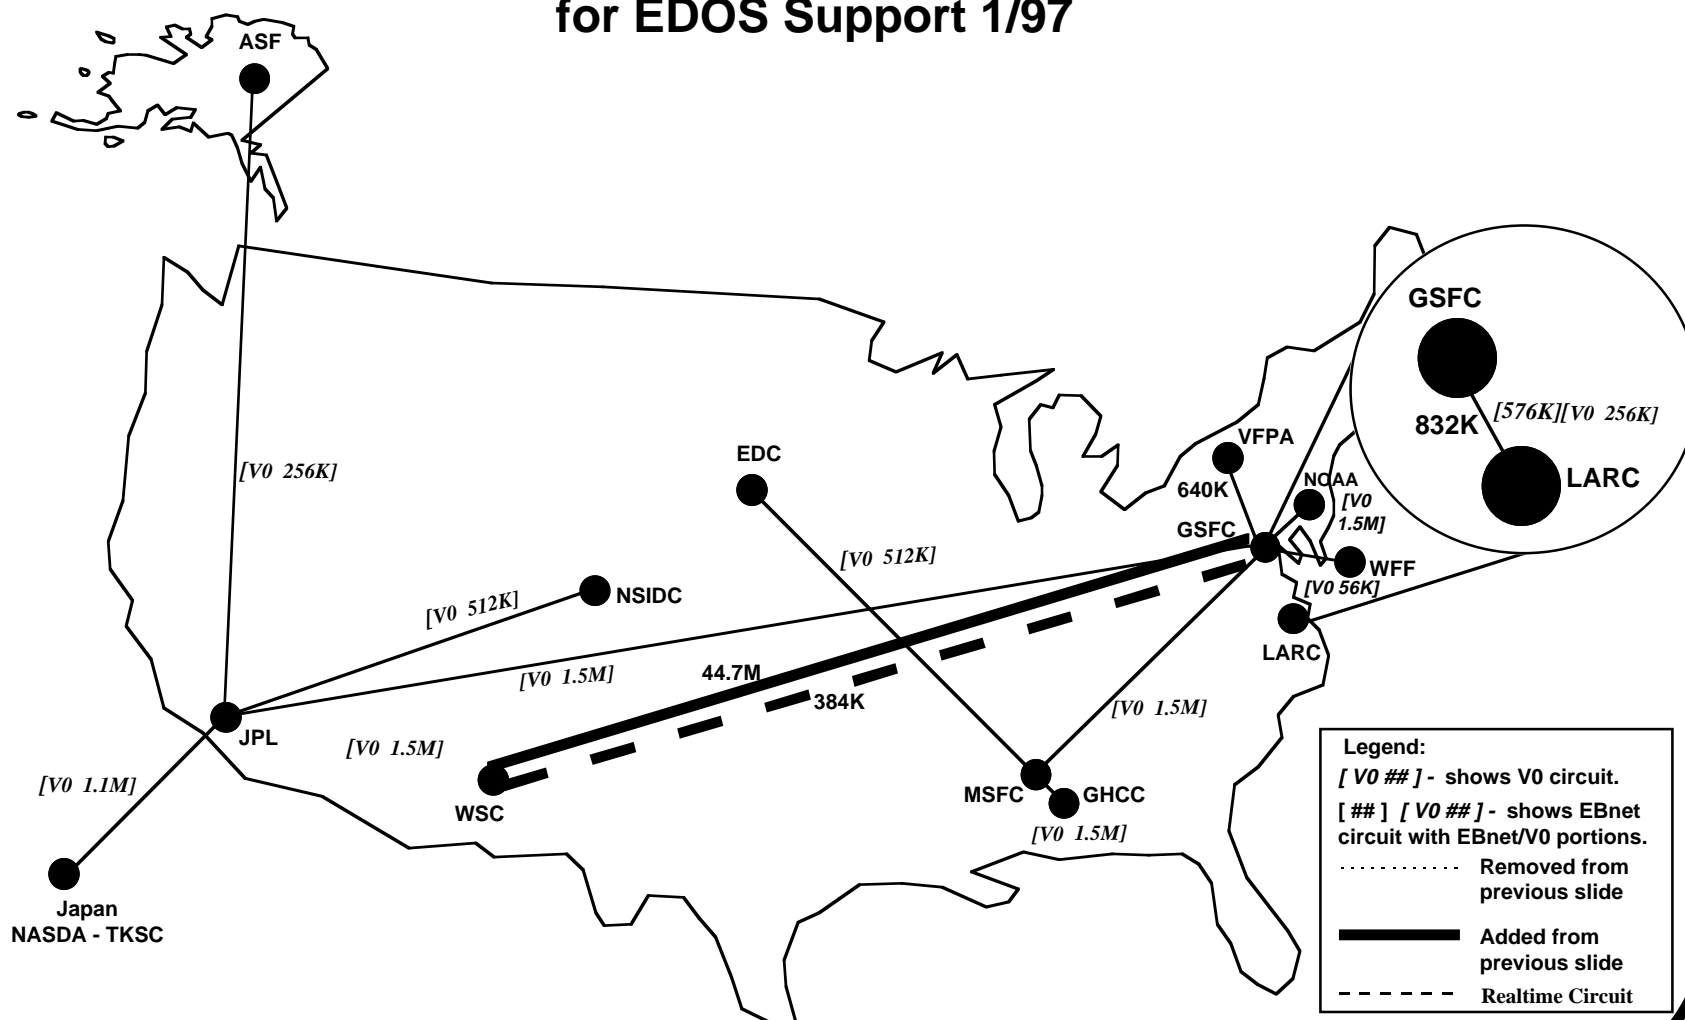 for EDOS Support 1/97
ASF
GSFC
[576K][V0 256K]
832K
LARC
VFPA
EDC
[V0 256K]
640K
NOAA
[V0
1.5M]
GSFC
[V0 512K]
WFF
[V0 56K]
NSIDC
[V0 512K]
LARC
[V0 1.5M]
44.7M
384K
[V0 1.5M]
JPL
[V0 1.5M]
[V0 1.1M]
WSC
MSFC
GHCC
[V0 1.5M]
Japan
NASDA - TKSC
Legend:
[ V0 ## ] - shows V0 circuit.
[ ## ] [ V0 ## ] - shows EBnet
circuit with EBnet/V0 portions.
Removed from
previous slide
Added from
previous slide
Realtime Circuit